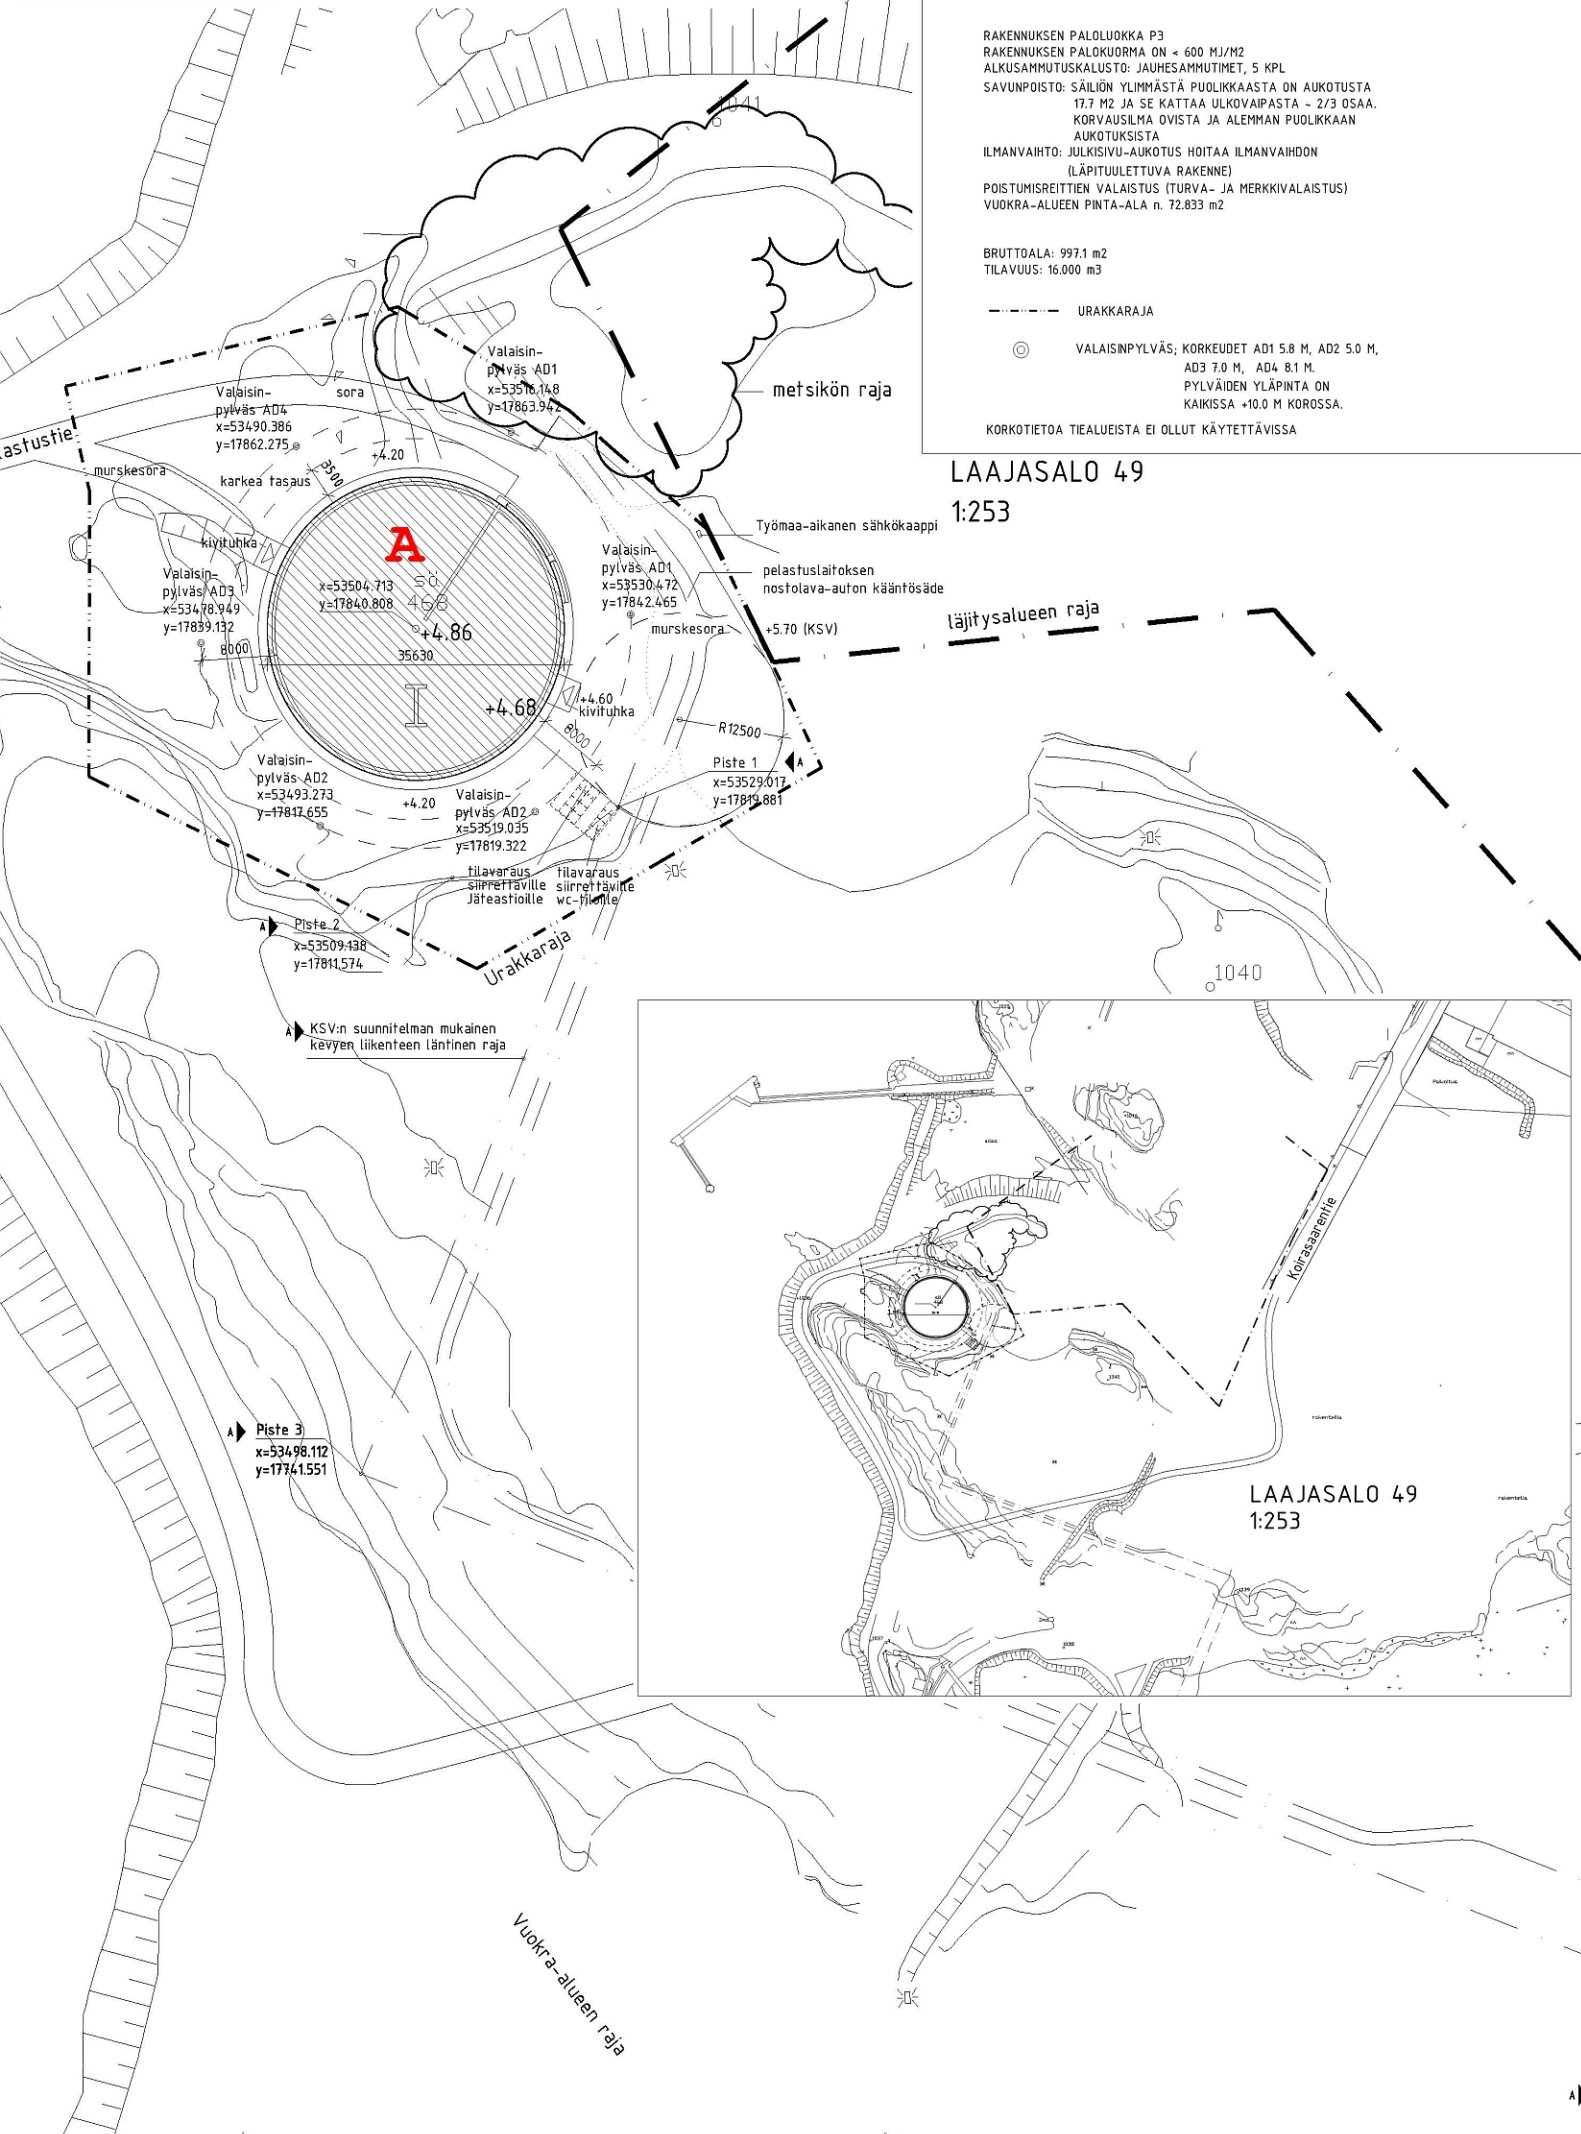 RAKENNUKSEN PALOLUOKKA P3
RAKENNUKSEN PALOKUORMA ON < 600 MJ/M2
ALKUSAMMUTUSKALUSTO: JAUHESAMMUTIMET, 5 KPL
SAVUNPOISTO: SÄILIÖN YLIMMÄSTÄ PUOLIKKAASTA ON AUKOTUSTA
17.7 M2 JA SE KATTAA ULKOVAIPASTA ~ 2/3 OSAA.
KORVAUSILMA OVISTA JA ALEMMAN PUOLIKKAAN
AUKOTUKSISTA
ILMANVAIHTO: JULKISIVU-AUKOTUS HOITAA ILMANVAIHDON
(LÄPITUULETTUVA RAKENNE)
POISTUMISREITTIEN VALAISTUS (TURVA- JA MERKKIVALAISTUS)
VUOKRA-ALUEEN PINTA-ALA n. 72.833 m2
BRUTTOALA: 997.1 m2
TILAVUUS: 16.000 m3
URAKKARAJA
VALAISINPYLVÄS; KORKEUDET AD1 5.8 M, AD2 5.0 M,
AD3 7.0 M, AD4 8.1 M.
PYLVÄIDEN YLÄPINTA ON
KAIKISSA +10.0 M KOROSSA.
KORKOTIETOA TIEALUEISTA EI OLLUT KÄYTETTÄVISSA
LAAJASALO 49
1:253
1041
metsikön raja
Valaisin-
pylväs AD1
x=53516.148
y=17863.942
Valaisin-
pylväs AD4
x=53490.386
y=17862.275
sora
lastustie
murskesora
karkea tasaus
3500
+4.20
kivituhka
A
Valaisin-
pylväs AD3
x=53478.949
y=17839.132
8000
x=53504.713
y=17840.808
sä
468
+4.86
35630
I
+4.68
Valaisin-
pylväs AD1
x=53530.472
y=17842.465
murskesora
Työmaa-aikanen sähkökaappi
pelastuslaitoksen
nostolava-auton kääntösäde
+5.70 (KSV)
läjitysalueen raja
+4.60
kivituhka
8000
R12500
Piste 1
A
x=53529.017
y=17819.881
Valaisin-
pylväs AD2
x=53493.273
y=17817.655
+4.20
Valaisin-
pylväs AD2
x=53519.035
y=17819.322
tilavaraus
siirrettäville
Jäteastioille
tilavaraus
siirrettäville
wc-tiloille
A
Piste 2
x=53509.138
y=17811.574
Urakkaraja
1040
A
KSV:n suunnitelman mukainen
kevyen liikenteen läntinen raja
A
Piste 3
x=53498.112
y=17741.551
Koirasaarentie
LAAJASALO 49
1:253
rakenteilla
rakenteilla
Vuokra-alueen raja
A